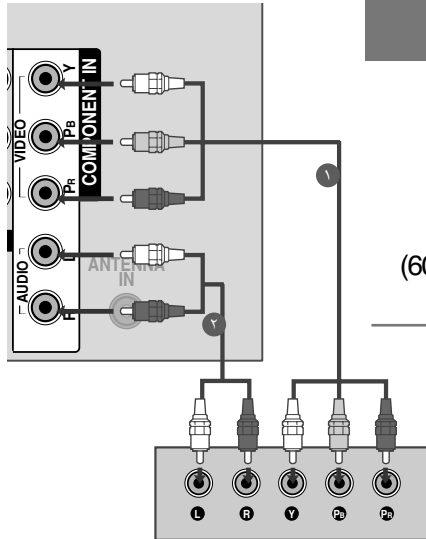 COMPONENT IN
VIDEO
Y
PB
PR
AUDIO
R
ANTENNA
IN
١
٢
(60
L
R
Y
PB
PR